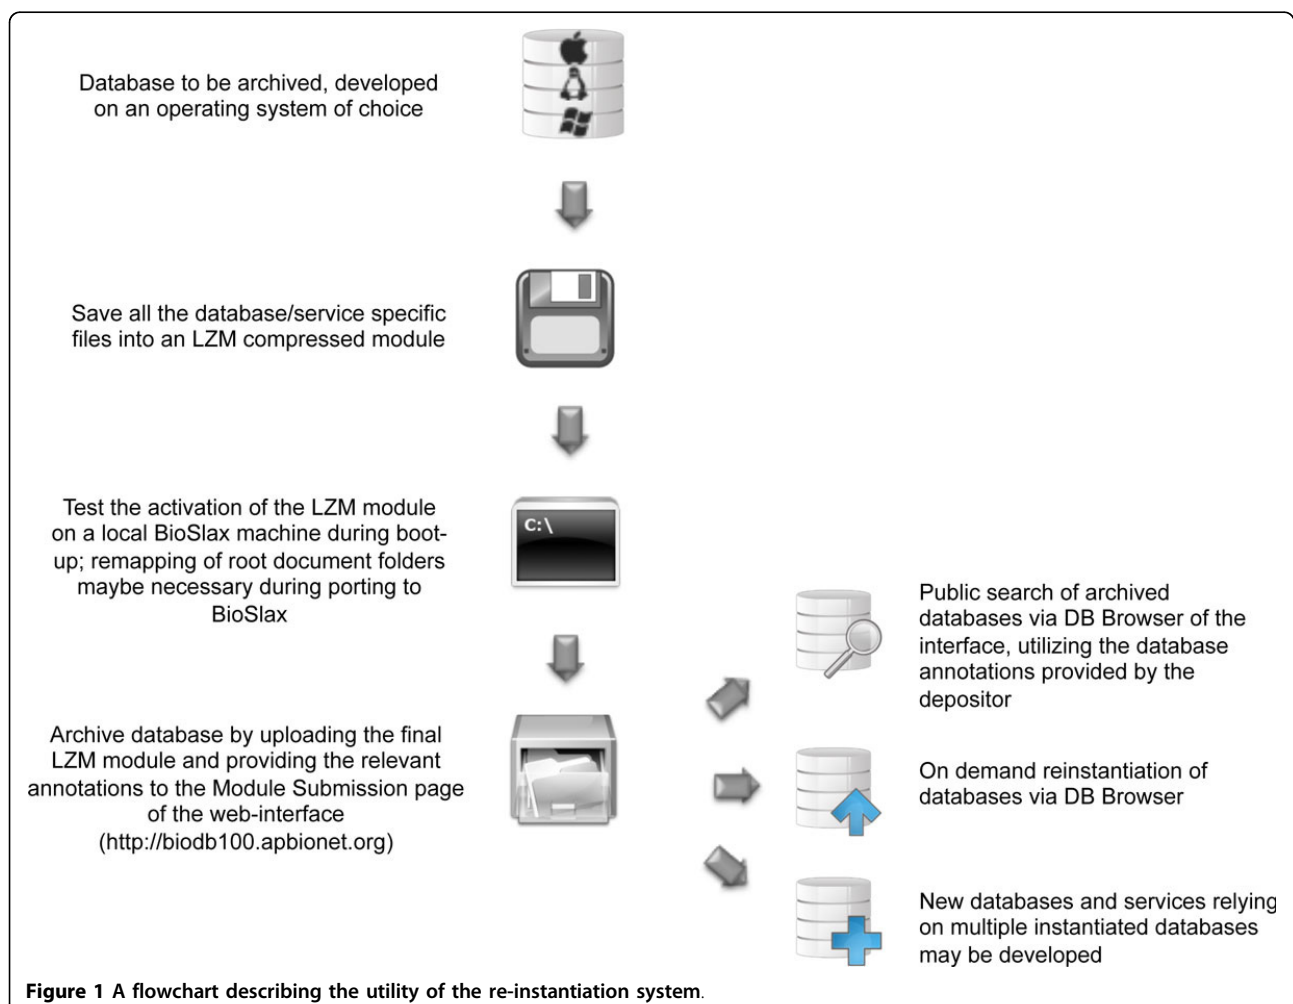 Database to be archived, developed
on an operating system of choice
Save all the database/service specific
files into an LZM compressed module
C:\
Test the activation of the LZM module
on a local BioSlax machine during boot-
up; remapping of root document folders
maybe necessary during porting to
BioSlax
Archive database by uploading the final
LZM module and providing the relevant
annotations to the Module Submission page
of the web-interface
(http://biodb100.apbionet.org)
Public search of archived
databases via DB Browser of the
interface, utilizing the database
annotations provided by the
depositor
On demand reinstantiation of
databases via DB Browser
New databases and services relying
on multiple instantiated databases
may be developed
Figure 1 A flowchart describing the utility of the re-instantiation system.